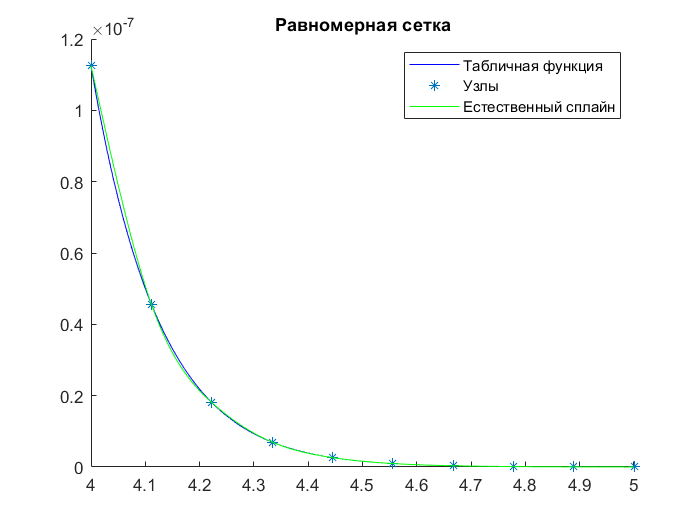 Равномерная сетка
×10⁻⁷
1.2
1
0.8
0.6
0.4
0.2
0
4 4.1 4.2 4.3 4.4 4.5 4.6 4.7 4.8 4.9 5
Табличная функция
Узлы
Естественный сплайн